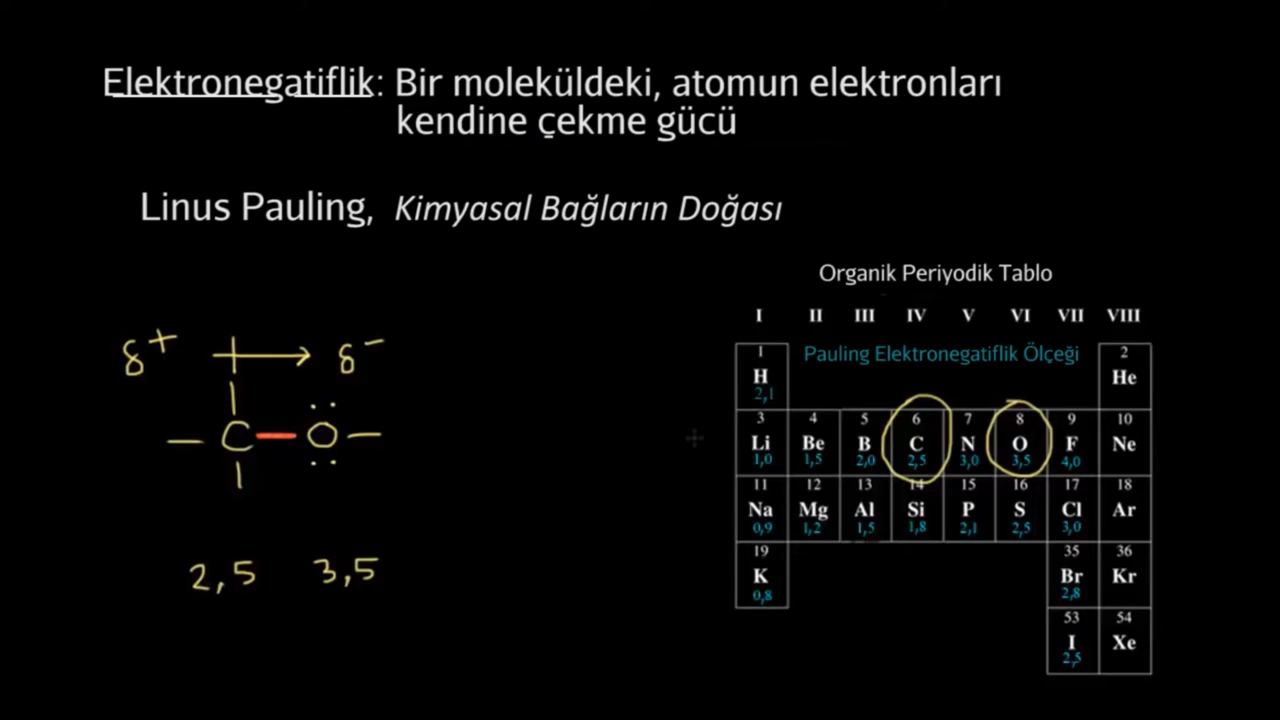 Elektronegatiflik: Bir moleküldeki, atomun elektronları
kendine çekme gücü
Linus Pauling, Kimyasal Bağların Doğası
Organik Periyodik Tablo
I II III IV V VI VII VIII
Pauling Elektronegatiflik Ölçeği
1 2
H He
2,1
3 4 5 6 7 8 9 10
Li Be B C N O F Ne
1,0 1,5 2,0 2,5 3,0 3,5 4,0
11 12 13 14 15 16 17 18
Na Mg Al Si P S Cl Ar
0,9 1,2 1,5 1,8 2,1 2,5 3,0
19 35 36
K Br Kr
0,8 2,8
53 54
I Xe
2,5
δ+ δ-
C O
2,5 3,5